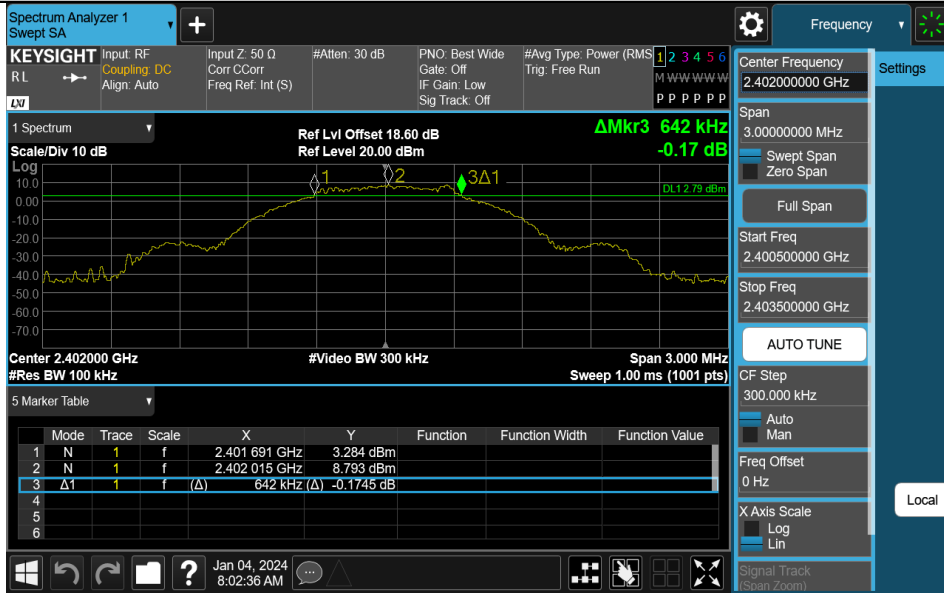 Spectrum Analyzer 1
Swept SA
+
Frequency
KEYSIGHT
R L
LXI
Input: RF
Coupling: DC
Align: Auto
Input Z: 50 Ω
Corr CCorr
Freq Ref: Int (S)
#Atten: 30 dB
PNO: Best Wide
Gate: Off
IF Gain: Low
Sig Track: Off
#Avg Type: Power (RMS
Trig: Free Run
1 2 3 4 5 6
M W W W W W
P P P P P P
1 Spectrum
Scale/Div 10 dB
Log
Ref Lvl Offset 18.60 dB
Ref Level 20.00 dBm
ΔMkr3 642 kHz
-0.17 dB
1
2
3Δ1
DL1 2.79 dBm
10.0
0.00
-10.0
-20.0
-30.0
-40.0
-50.0
-60.0
-70.0
Center 2.402000 GHz
#Video BW 300 kHz
Span 3.000 MHz
#Res BW 100 kHz
Sweep 1.00 ms (1001 pts)
5 Marker Table
Mode Trace Scale X Y Function Function Width Function Value
1 N 1 f 2.401 691 GHz 3.284 dBm
2 N 1 f 2.402 015 GHz 8.793 dBm
3 Δ1 1 f (Δ) 642 kHz (Δ) -0.1745 dB
4
5
6
?
Jan 04, 2024
8:02:36 AM
Center Frequency
2.402000000 GHz
Span
3.00000000 MHz
Swept Span
Zero Span
Full Span
Start Freq
2.400500000 GHz
Stop Freq
2.403500000 GHz
AUTO TUNE
CF Step
300.000 kHz
Auto
Man
Freq Offset
0 Hz
X Axis Scale
Log
Lin
Signal Track
(Span Zoom)
Settings
Local